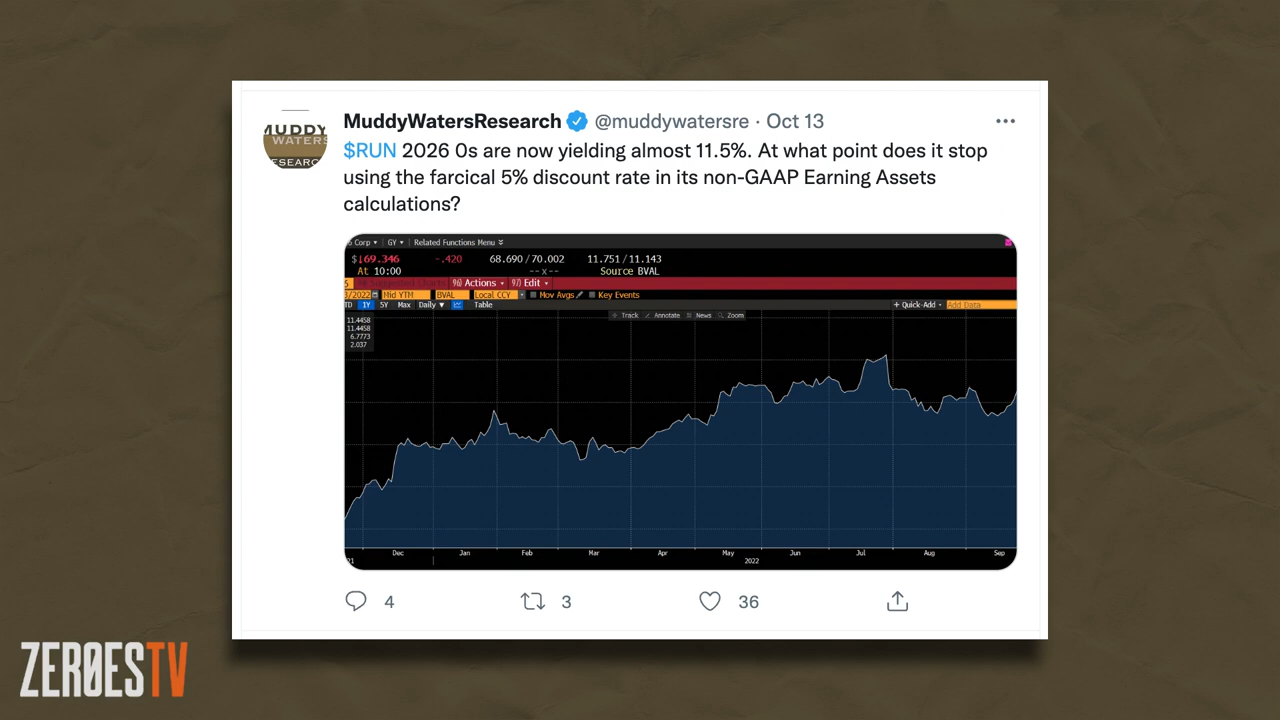 MUDDY
WATERS
ESEARC
MuddyWatersResearch @muddywatersre · Oct 13
$RUN 2026 0s are now yielding almost 11.5%. At what point does it stop
using the farcical 5% discount rate in its non-GAAP Earning Assets
calculations?
Corp GY Related Functions Menu
$↓69.346 -.420 68.690/70.002 11.751/11.143
At 10:00 --x-- Source BVAL
96) Actions 97) Edit
/2022 Mid YTM BVAL Local CCY Mov Avgs Key Events
TD 1Y 5Y Max Daily Table + Quick-Add Add Data
Track Annotate News Zoom
11.4458
11.4458
6.7773
2.037
Dec Jan Feb Mar Apr May Jun Jul Aug Sep
2022
4 3 36
ZERØESTV